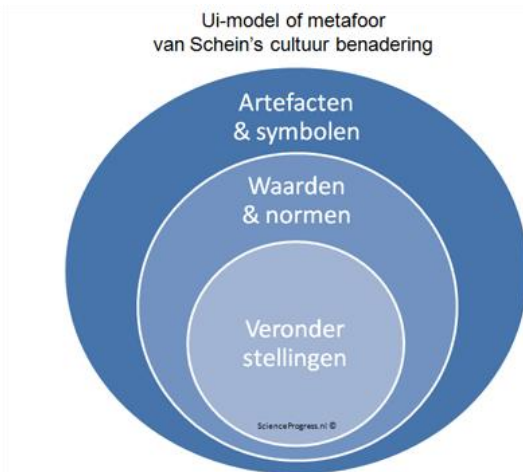 Ui-model of metafoor
van Schein's cultuur benadering
Artefacten
& symbolen
Waarden
& normen
Veronder
stellingen
ScienceProgress.nl ©